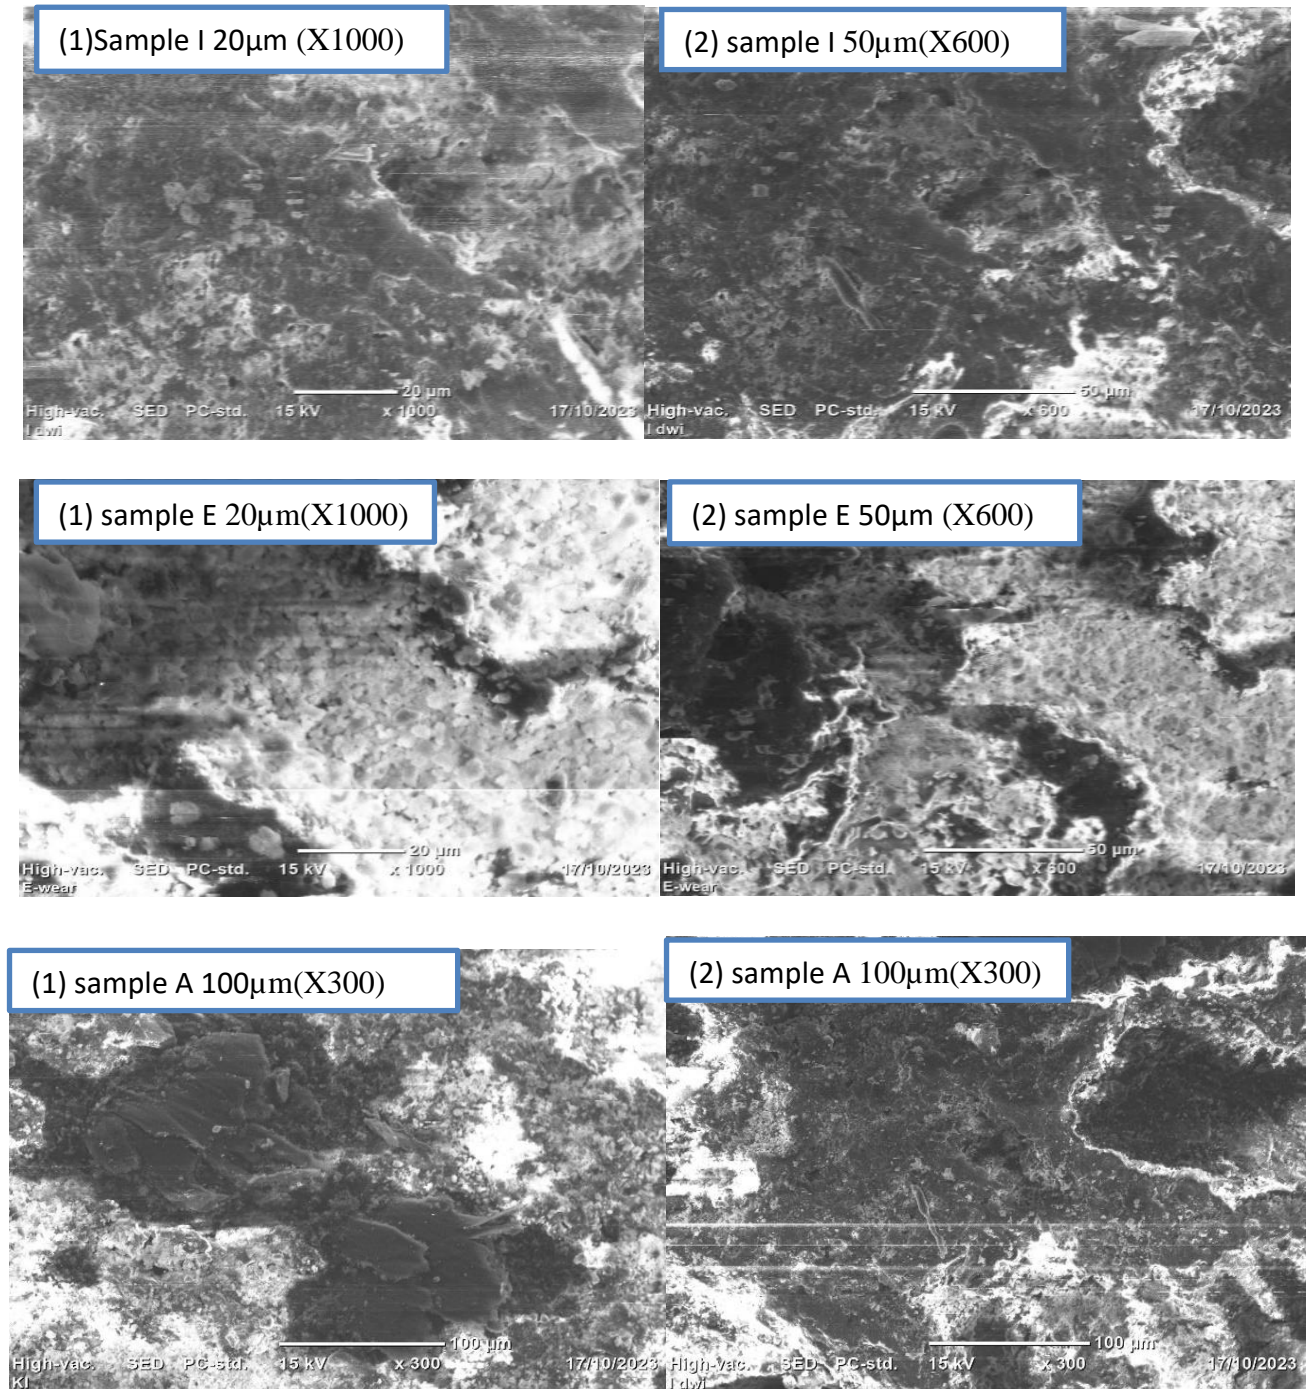 (1)Sample I 20µm (X1000)
(2) sample I 50µm(X600)
20 µm
High-vac. SED PC-std. 15 kV x 1000 17/10/2023
I dwi
50 µm
High-vac. SED PC-std. 15 kV x 600 17/10/2023
I dwi
(1) sample E 20µm(X1000)
(2) sample E 50µm (X600)
20 µm
High-vac. SED PC-std. 15 kV x 1000 17/10/2023
E-wear
50 µm
High-vac. SED PC-std. 15 kV x 600 17/10/2023
E-wear
(1) sample A 100µm(X300)
(2) sample A 100µm(X300)
100 µm
High-vac. SED PC-std. 15 kV x 300 17/10/2023
KI
100 µm
High-vac. SED PC-std. 15 kV x 300 17/10/2023
I dwi